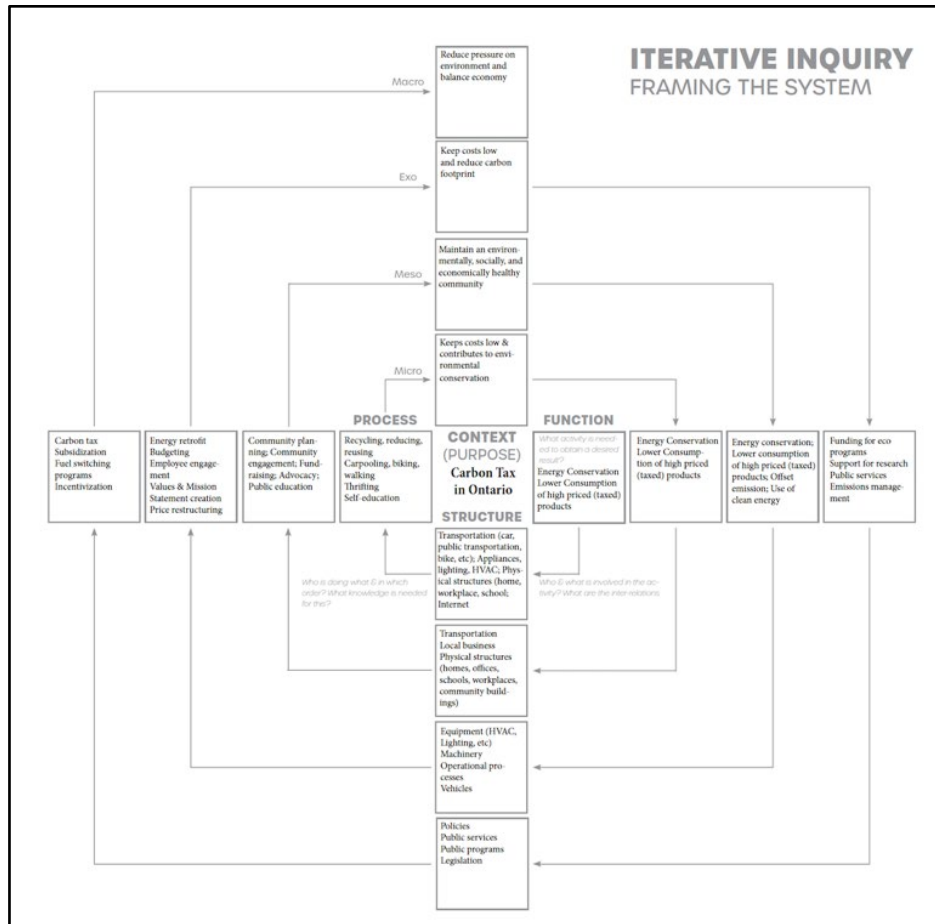 ITERATIVE INQUIRY
FRAMING THE SYSTEM
Reduce pressure on
environment and
balance economy
Macro
Keep costs low
and reduce carbon
footprint
Exo
Maintain an environ-
mentally, socially, and
economically healthy
community
Meso
Keeps costs low &
contributes to envi-
ronmental
conservation
Micro
PROCESS
FUNCTION
Carbon tax
Subsidization
Fuel switching
programs
Incentivization
Energy retrofit
Budgeting
Employee engage-
ment
Values & Mission
Statement creation
Price restructuring
Community plan-
ning; Community
engagement; Fund-
raising; Advocacy;
Public education
Recycling, reducing,
reusing
Carpooling, biking,
walking
Thrifting
Self-education
CONTEXT
(PURPOSE)
Carbon Tax
in Ontario
What activity is need-
ed to obtain a desired
result?
Energy Conservation
Lower Consumption
of high priced (taxed)
products
Energy Conservation
Lower Consump-
tion of high priced
(taxed) products
Energy conservation;
Lower consumption
of high priced (taxed)
products; Offset
emission; Use of
clean energy
Funding for eco
programs
Support for research
Public services
Emissions manage-
ment
STRUCTURE
Transportation (car,
public transportation,
bike, etc); Appliances,
lighting, HVAC; Phys-
ical structures (home,
workplace, school;
Internet
Who is doing what & in which
order? What knowledge is needed
for this?
Who & what is involved in the ac-
tivity? What are the inter-relations
Transportation
Local business
Physical structures
(homes, offices,
schools, workplaces,
community build-
ings)
Equipment (HVAC,
Lighting, etc)
Machinery
Operational pro-
cesses
Vehicles
Policies
Public services
Public programs
Legislation